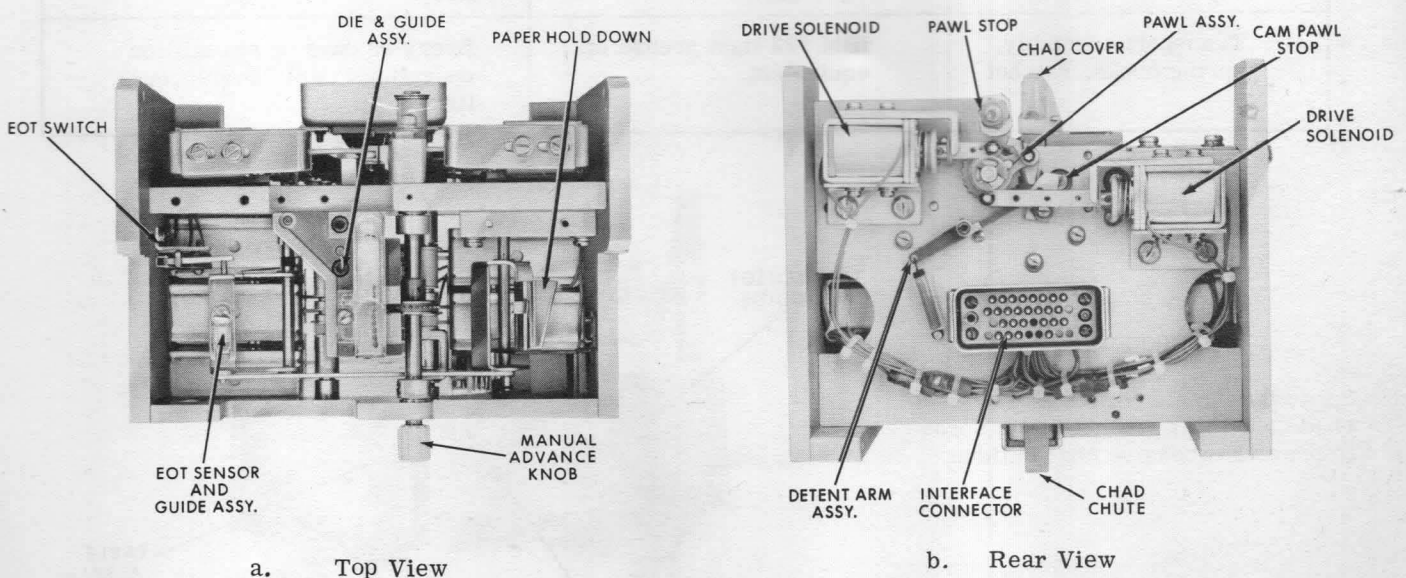 DIE & GUIDE
ASSY.
PAPER HOLD DOWN
EOT SWITCH
EOT SENSOR
AND
GUIDE ASSY.
MANUAL
ADVANCE
KNOB
a. Top View
DRIVE SOLENOID
PAWL STOP
PAWL ASSY.
CHAD COVER
CAM PAWL
STOP
DRIVE
SOLENOID
DETENT ARM
ASSY.
INTERFACE
CONNECTOR
CHAD
CHUTE
b. Rear View